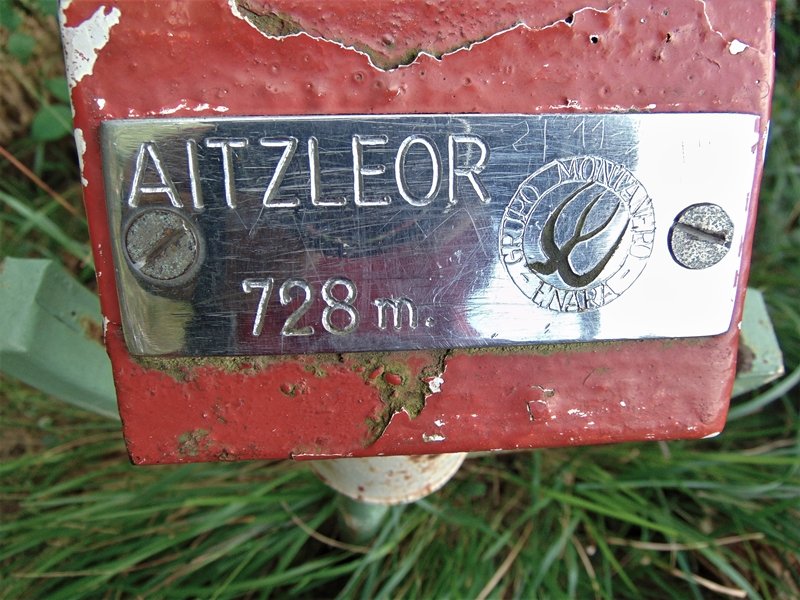 AITZLEOR
728 m.
GRUPO MONTAÑERO
- ENARA -